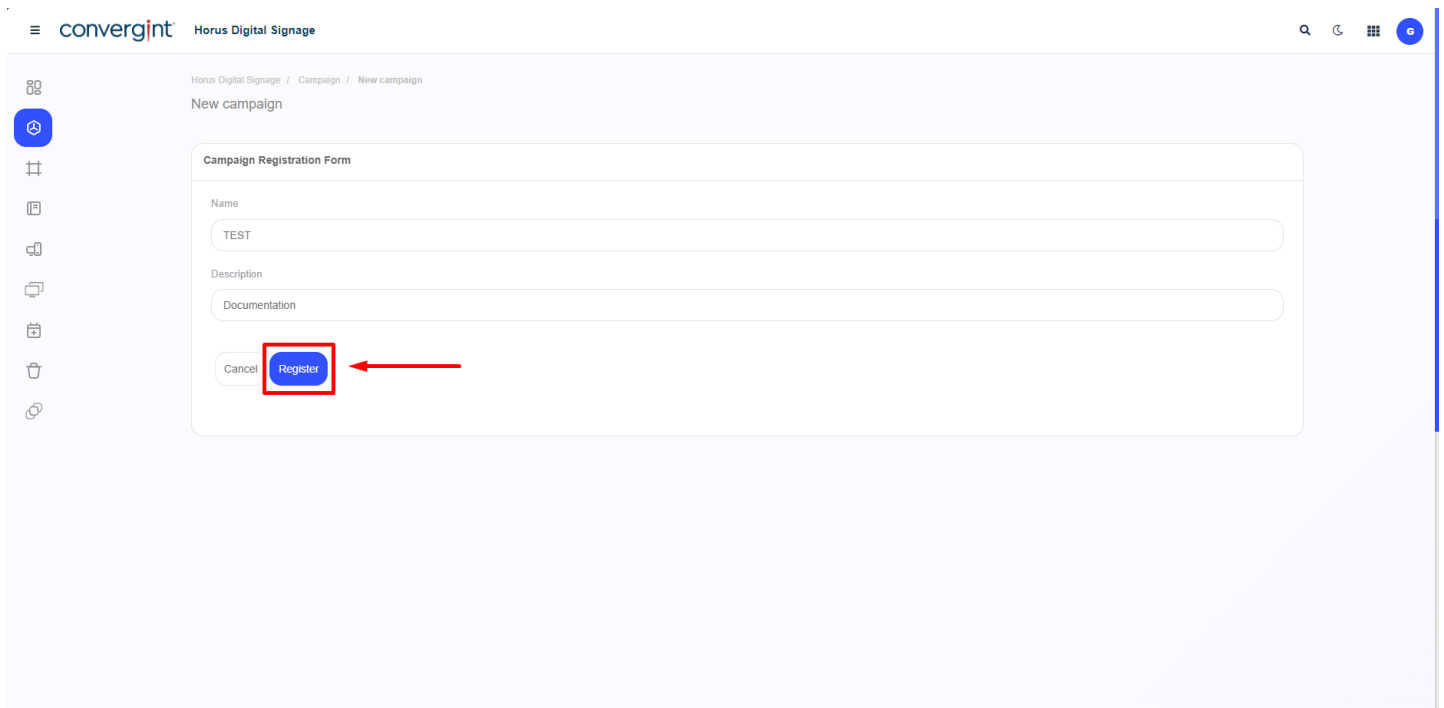 convergint Horus Digital Signage G
Horus Digital Signage / Campaign / New campaign
New campaign
Campaign Registration Form
Name
TEST
Description
Documentation
Cancel Register